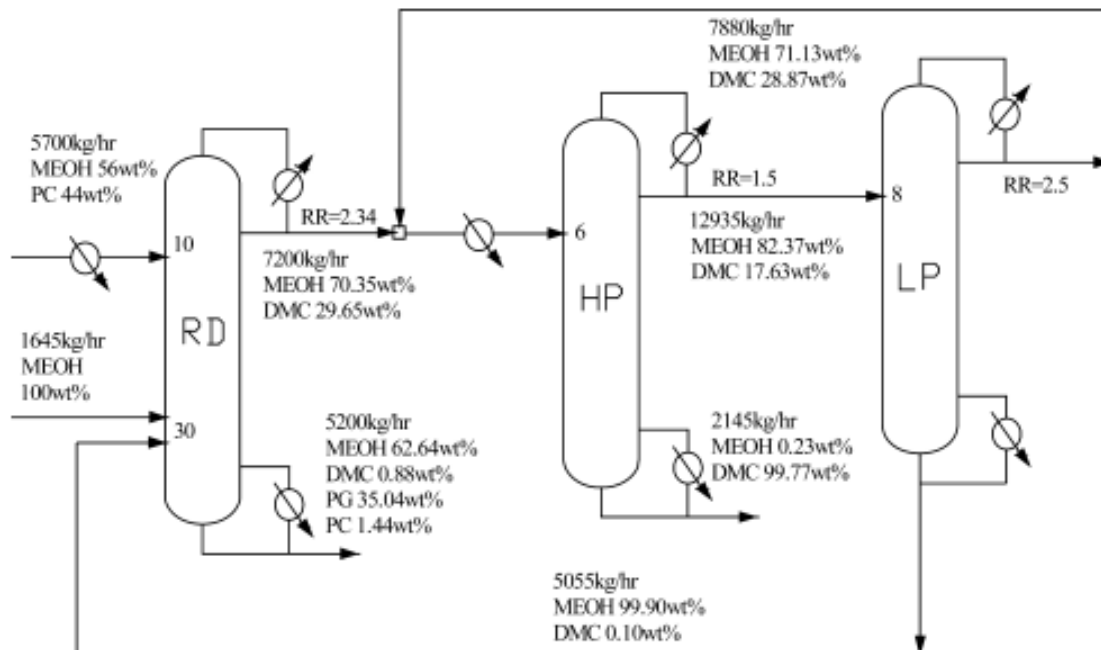 7880kg/hr
MEOH 71.13wt%
DMC 28.87wt%
5700kg/hr
MEOH 56wt%
PC 44wt%
10
RR=2.34
7200kg/hr
MEOH 70.35wt%
DMC 29.65wt%
RD
1645kg/hr
MEOH
100wt%
30
5200kg/hr
MEOH 62.64wt%
DMC 0.88wt%
PG 35.04wt%
PC 1.44wt%
6
HP
RR=1.5
12935kg/hr
MEOH 82.37wt%
DMC 17.63wt%
2145kg/hr
MEOH 0.23wt%
DMC 99.77wt%
8
LP
RR=2.5
5055kg/hr
MEOH 99.90wt%
DMC 0.10wt%